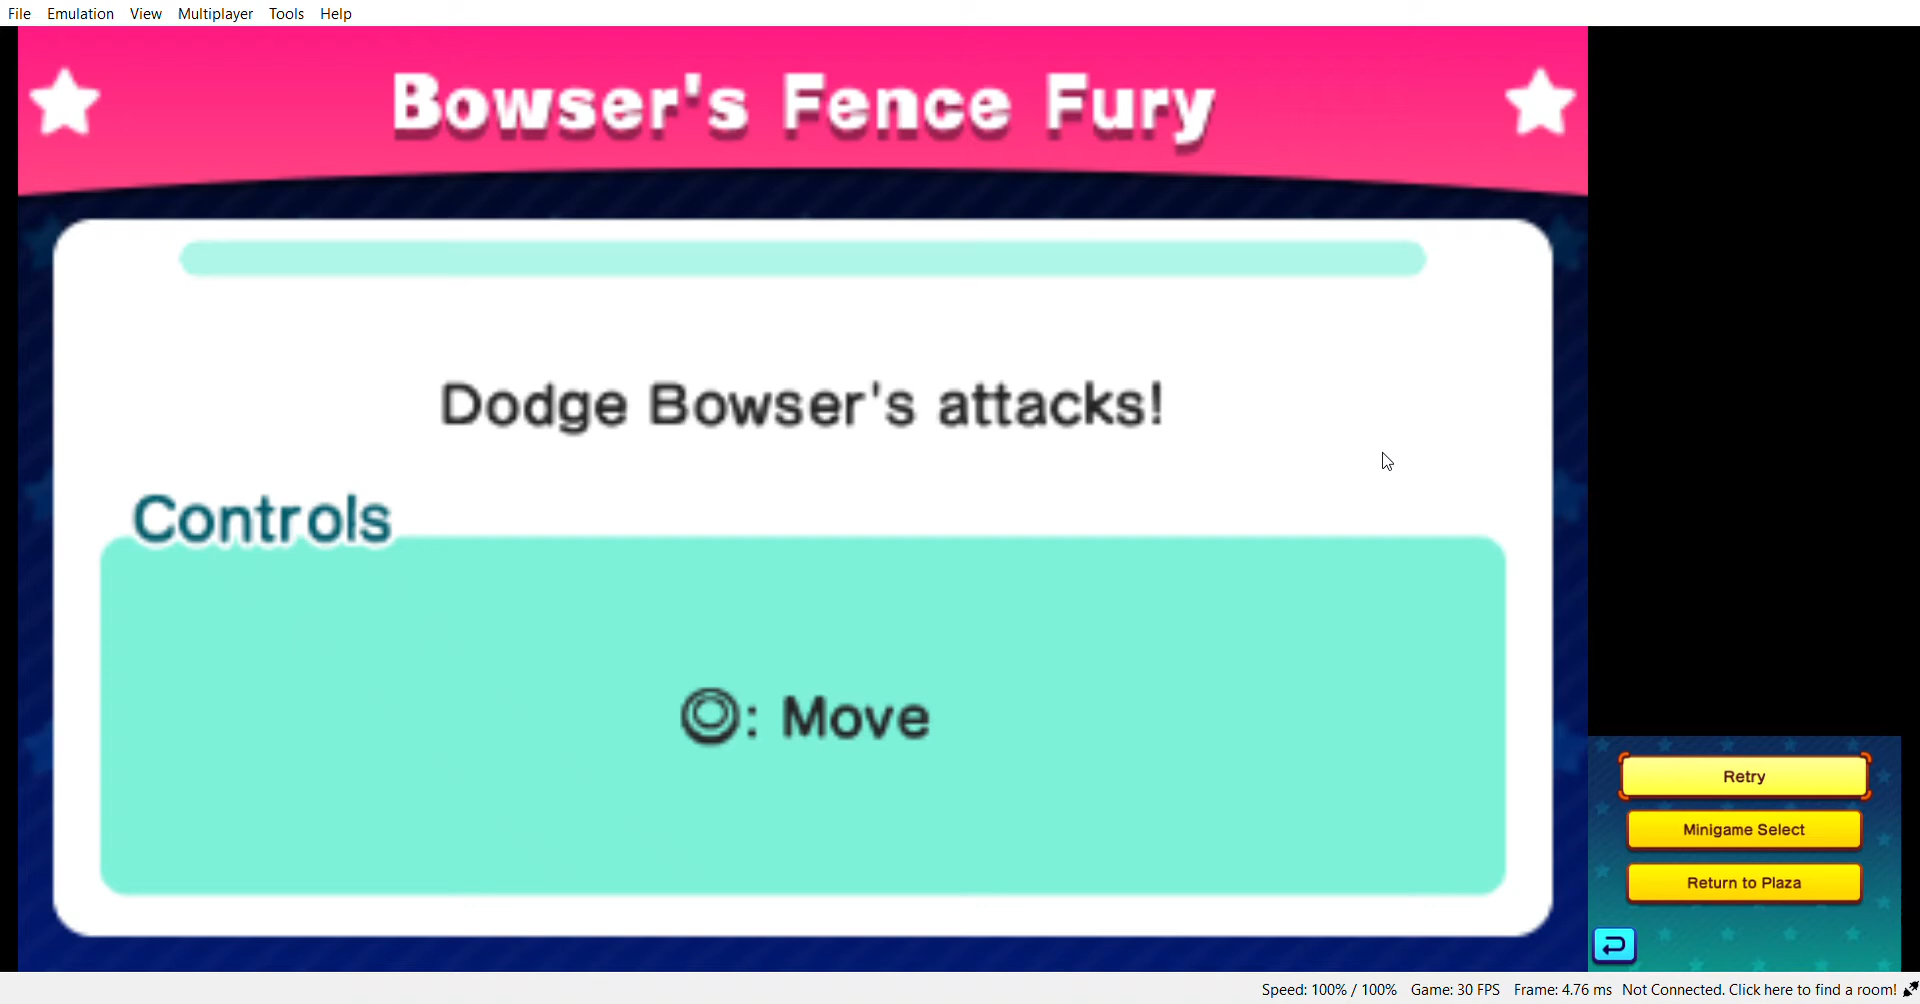 File Emulation View Multiplayer Tools Help
Bowser's Fence Fury
Dodge Bowser's attacks!
Controls
: Move
Retry
Minigame Select
Return to Plaza
Speed: 100% / 100% Game: 30 FPS Frame: 4.76 ms Not Connected. Click here to find a room!